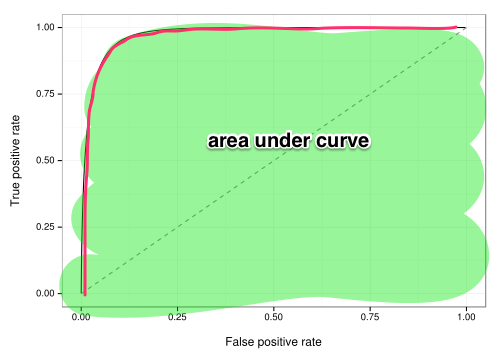 1.00
0.75
0.50
0.25
0.00
True positive rate
area under curve
0.00 0.25 0.50 0.75 1.00
False positive rate